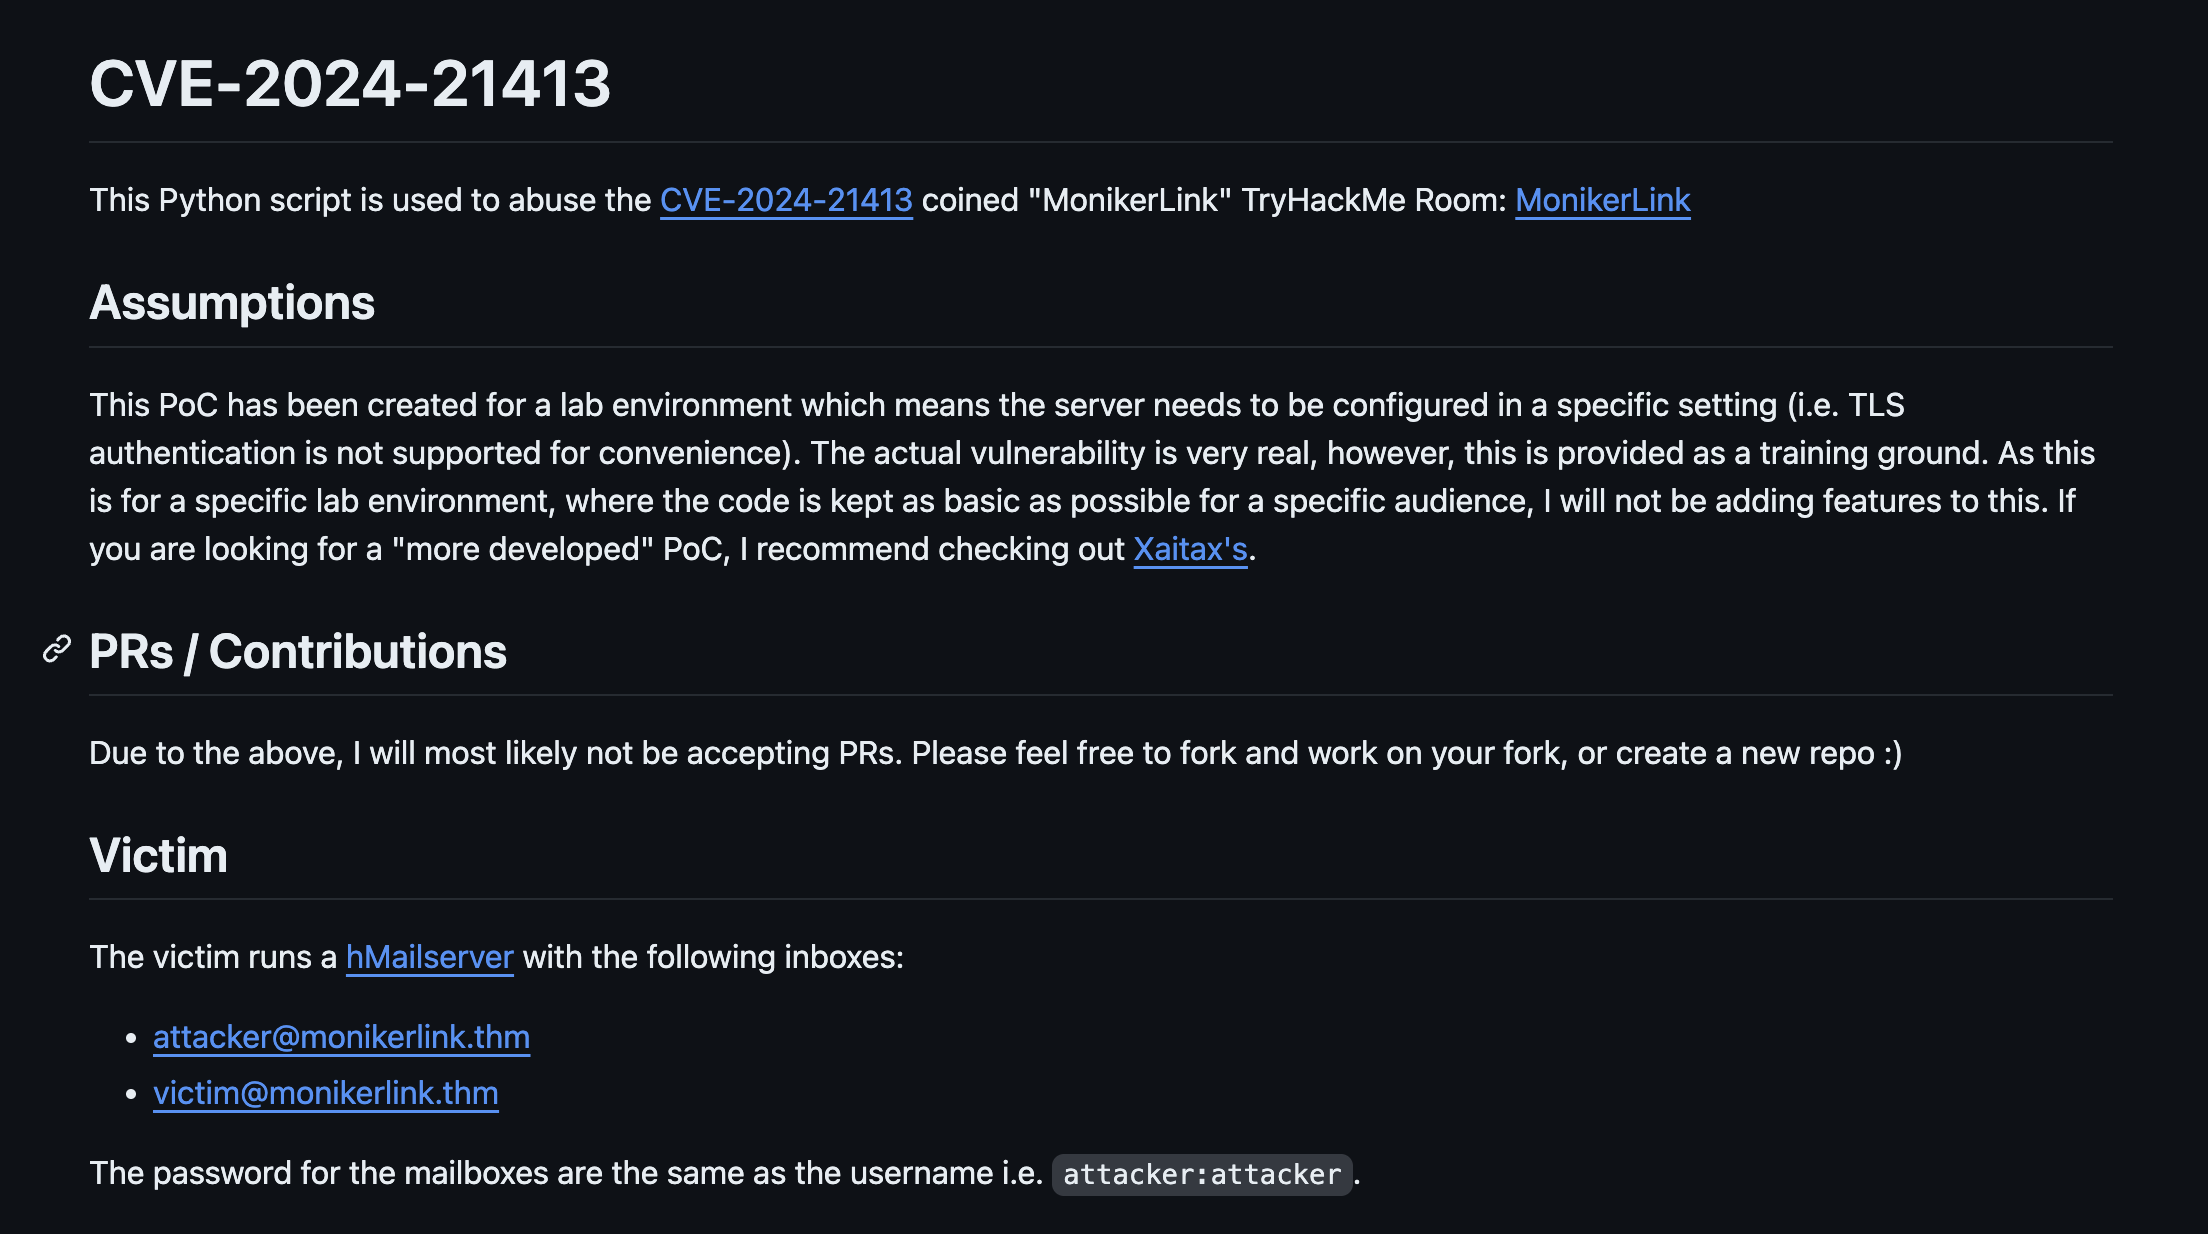 CVE-2024-21413
This Python script is used to abuse the CVE-2024-21413 coined "MonikerLink" TryHackMe Room: MonikerLink
Assumptions
This PoC has been created for a lab environment which means the server needs to be configured in a specific setting (i.e. TLS
authentication is not supported for convenience). The actual vulnerability is very real, however, this is provided as a training ground. As this
is for a specific lab environment, where the code is kept as basic as possible for a specific audience, I will not be adding features to this. If
you are looking for a "more developed" PoC, I recommend checking out Xaitax's.
PRs / Contributions
Due to the above, I will most likely not be accepting PRs. Please feel free to fork and work on your fork, or create a new repo :)
Victim
The victim runs a hMailserver with the following inboxes:
• attacker@monikerlink.thm
• victim@monikerlink.thm
The password for the mailboxes are the same as the username i.e. attacker:attacker.